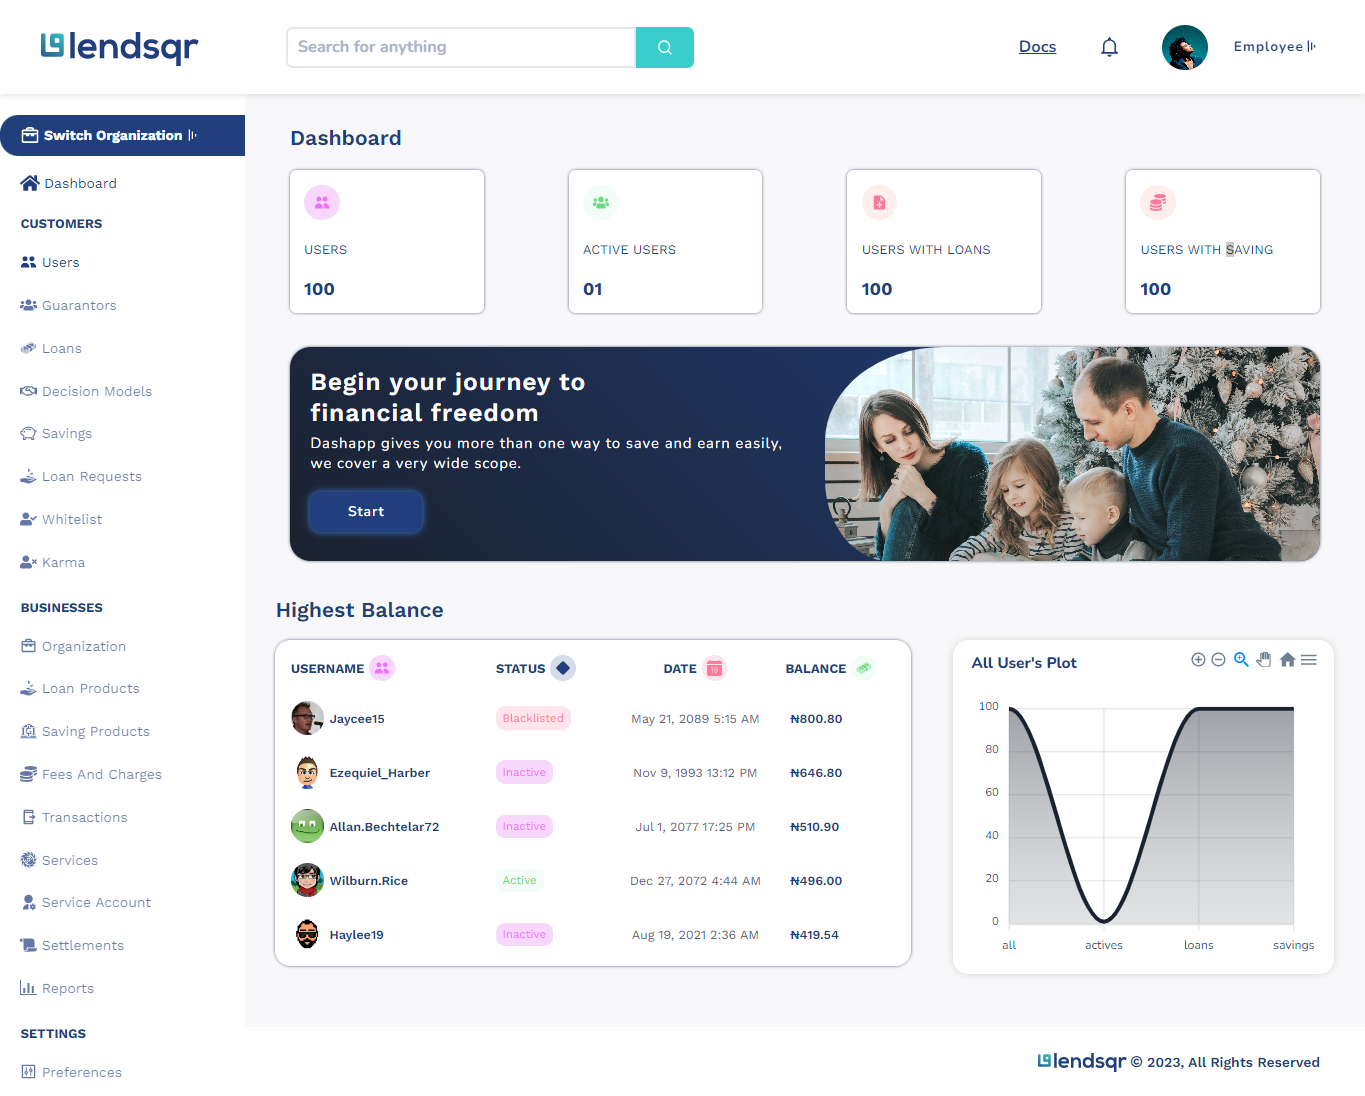 lendsqr
Search for anything
Docs
Employee
Switch Organization
Dashboard
CUSTOMERS
Users
Guarantors
Loans
Decision Models
Savings
Loan Requests
Whitelist
Karma
BUSINESSES
Organization
Loan Products
Saving Products
Fees And Charges
Transactions
Services
Service Account
Settlements
Reports
SETTINGS
Preferences
Dashboard
USERS
100
ACTIVE USERS
01
USERS WITH LOANS
100
USERS WITH SAVING
100
Begin your journey to
financial freedom
Dashapp gives you more than one way to save and earn easily,
we cover a very wide scope.
Start
Highest Balance
USERNAME STATUS DATE 19 BALANCE
Jaycee15 Blacklisted May 21, 2089 5:15 AM ₦800.80
Ezequiel_Harber Inactive Nov 9, 1993 13:12 PM ₦646.80
Allan.Bechtelar72 Inactive Jul 1, 2077 17:25 PM ₦510.90
Wilburn.Rice Active Dec 27, 2072 4:44 AM ₦496.00
Haylee19 Inactive Aug 19, 2021 2:36 AM ₦419.54
All User's Plot
100
80
60
40
20
0
all actives loans savings
lendsqr © 2023, All Rights Reserved